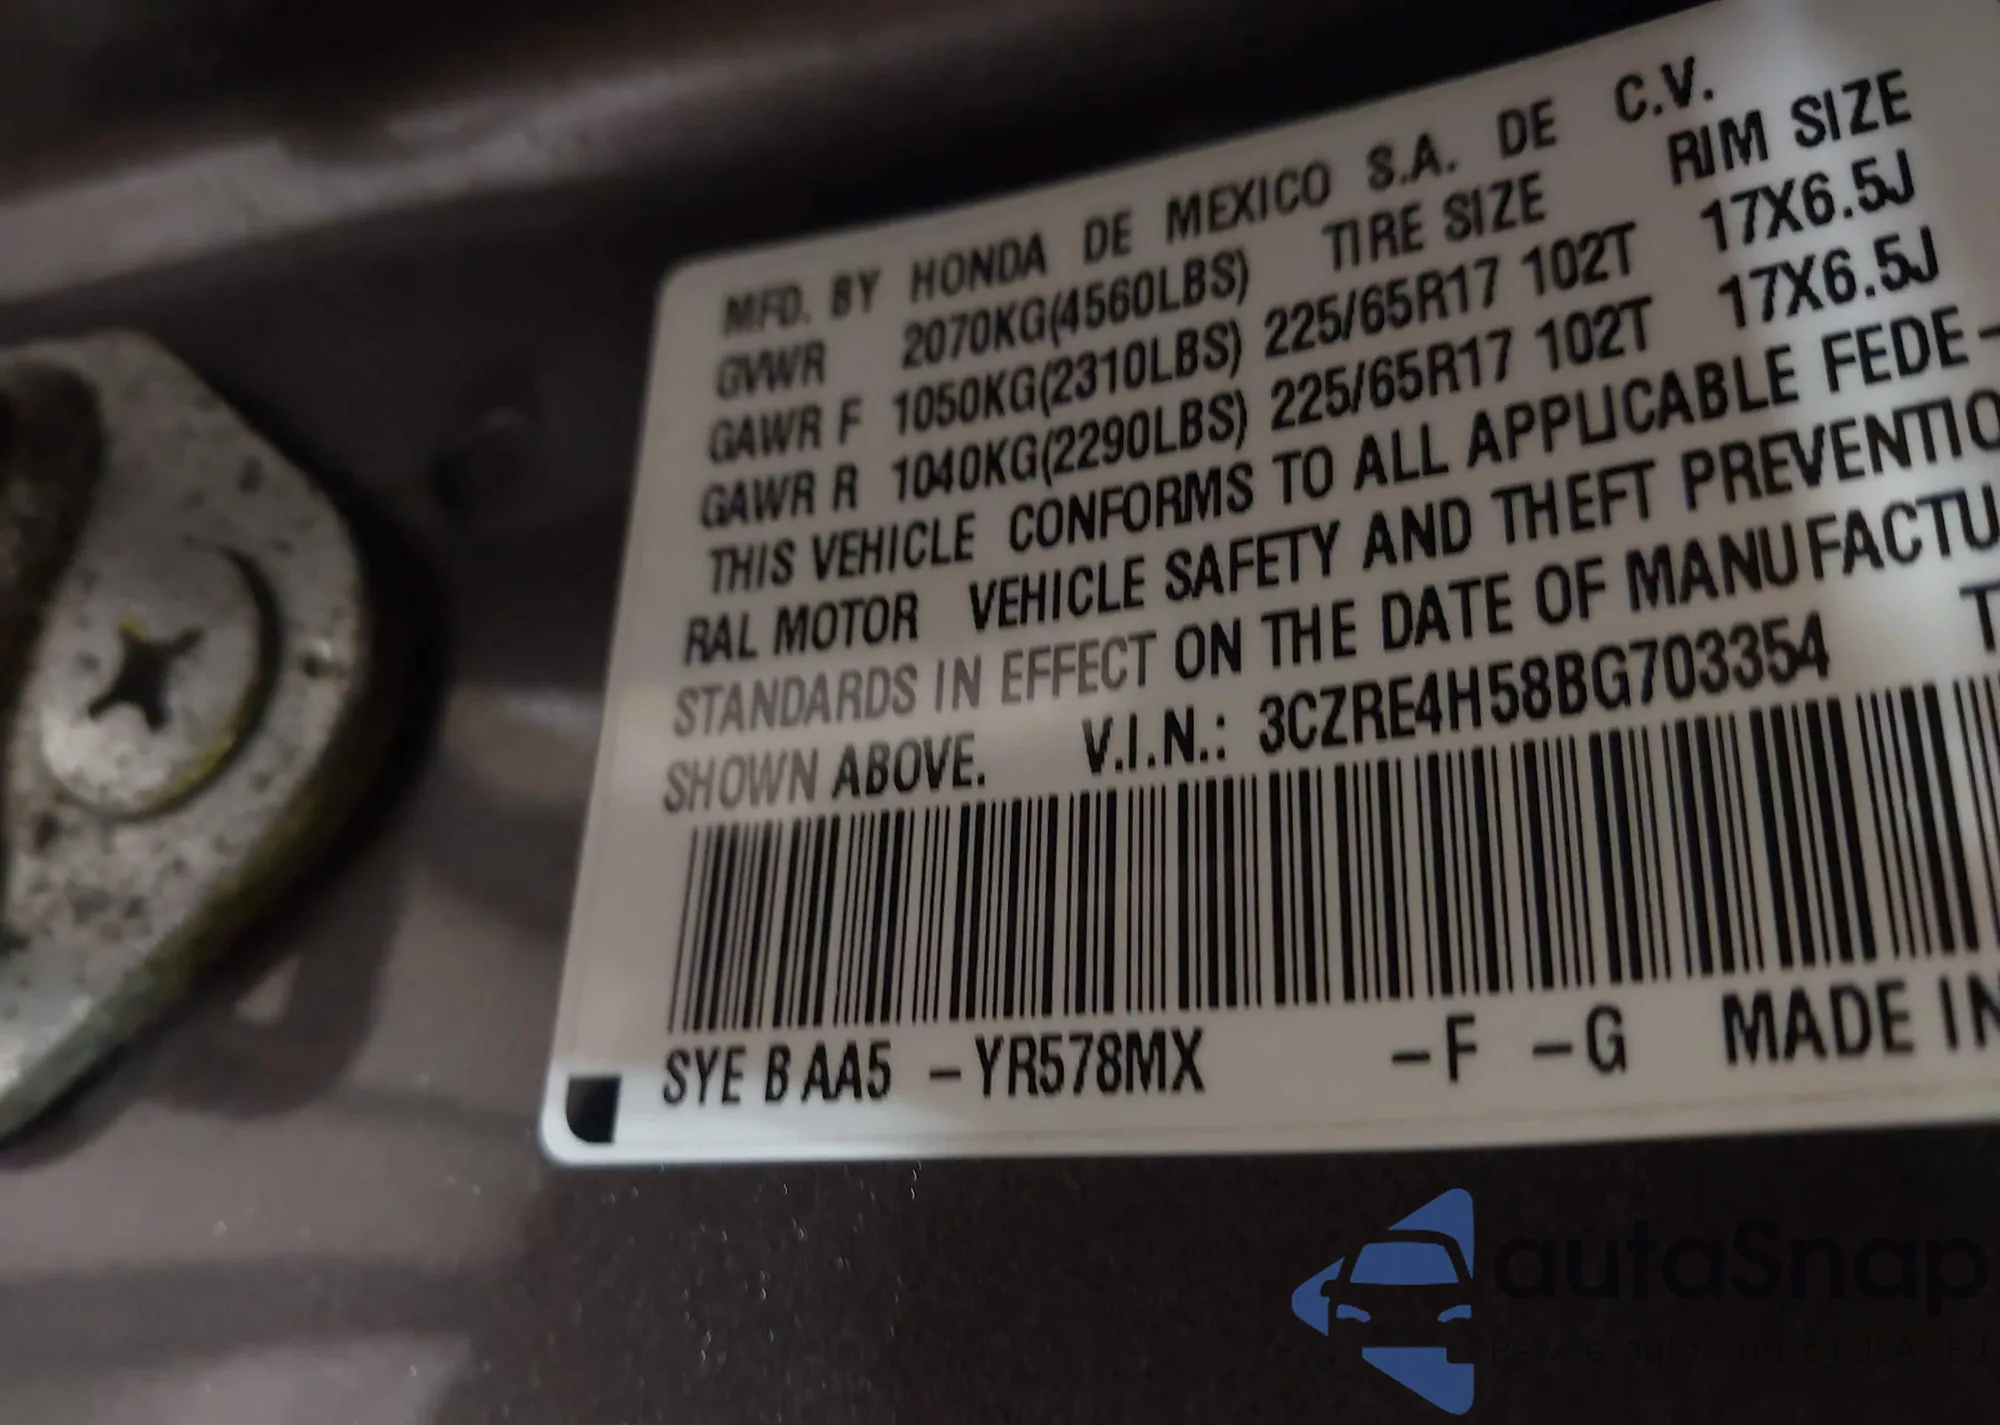 MFD. BY HONDA DE MEXICO S.A. DE C.V.
GVWR 2070KG(4560LBS) TIRE SIZE RIM SIZE
GAWR F 1050KG(2310LBS) 225/65R17 102T 17X6.5J
GAWR R 1040KG(2290LBS) 225/65R17 102T 17X6.5J
THIS VEHICLE CONFORMS TO ALL APPLICABLE FEDE-
RAL MOTOR VEHICLE SAFETY AND THEFT PREVENTIO
STANDARDS IN EFFECT ON THE DATE OF MANUFACTU
SHOWN ABOVE. V.I.N.: 3CZRE4H58BG703354 T
SYE B AA5 -YR578MX -F -G MADE IN
autaSnap